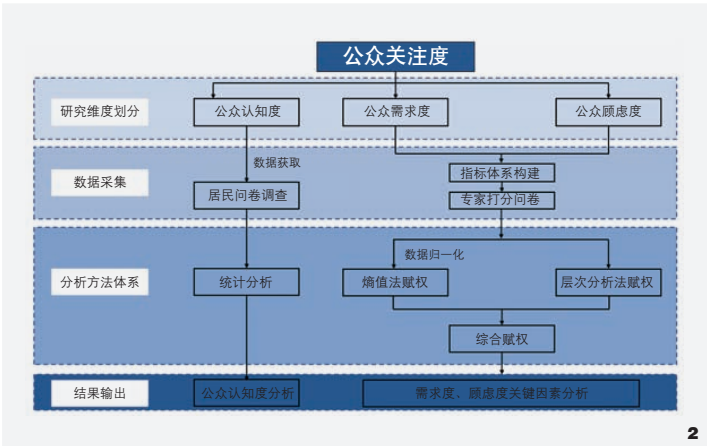 公众关注度
研究维度划分
公众认知度
公众需求度
公众顾虑度
数据采集
数据获取
居民问卷调查
指标体系构建
专家打分问卷
分析方法体系
数据归一化
统计分析
熵值法赋权
层次分析法赋权
综合赋权
结果输出
公众认知度分析
需求度、顾虑度关键因素分析
2